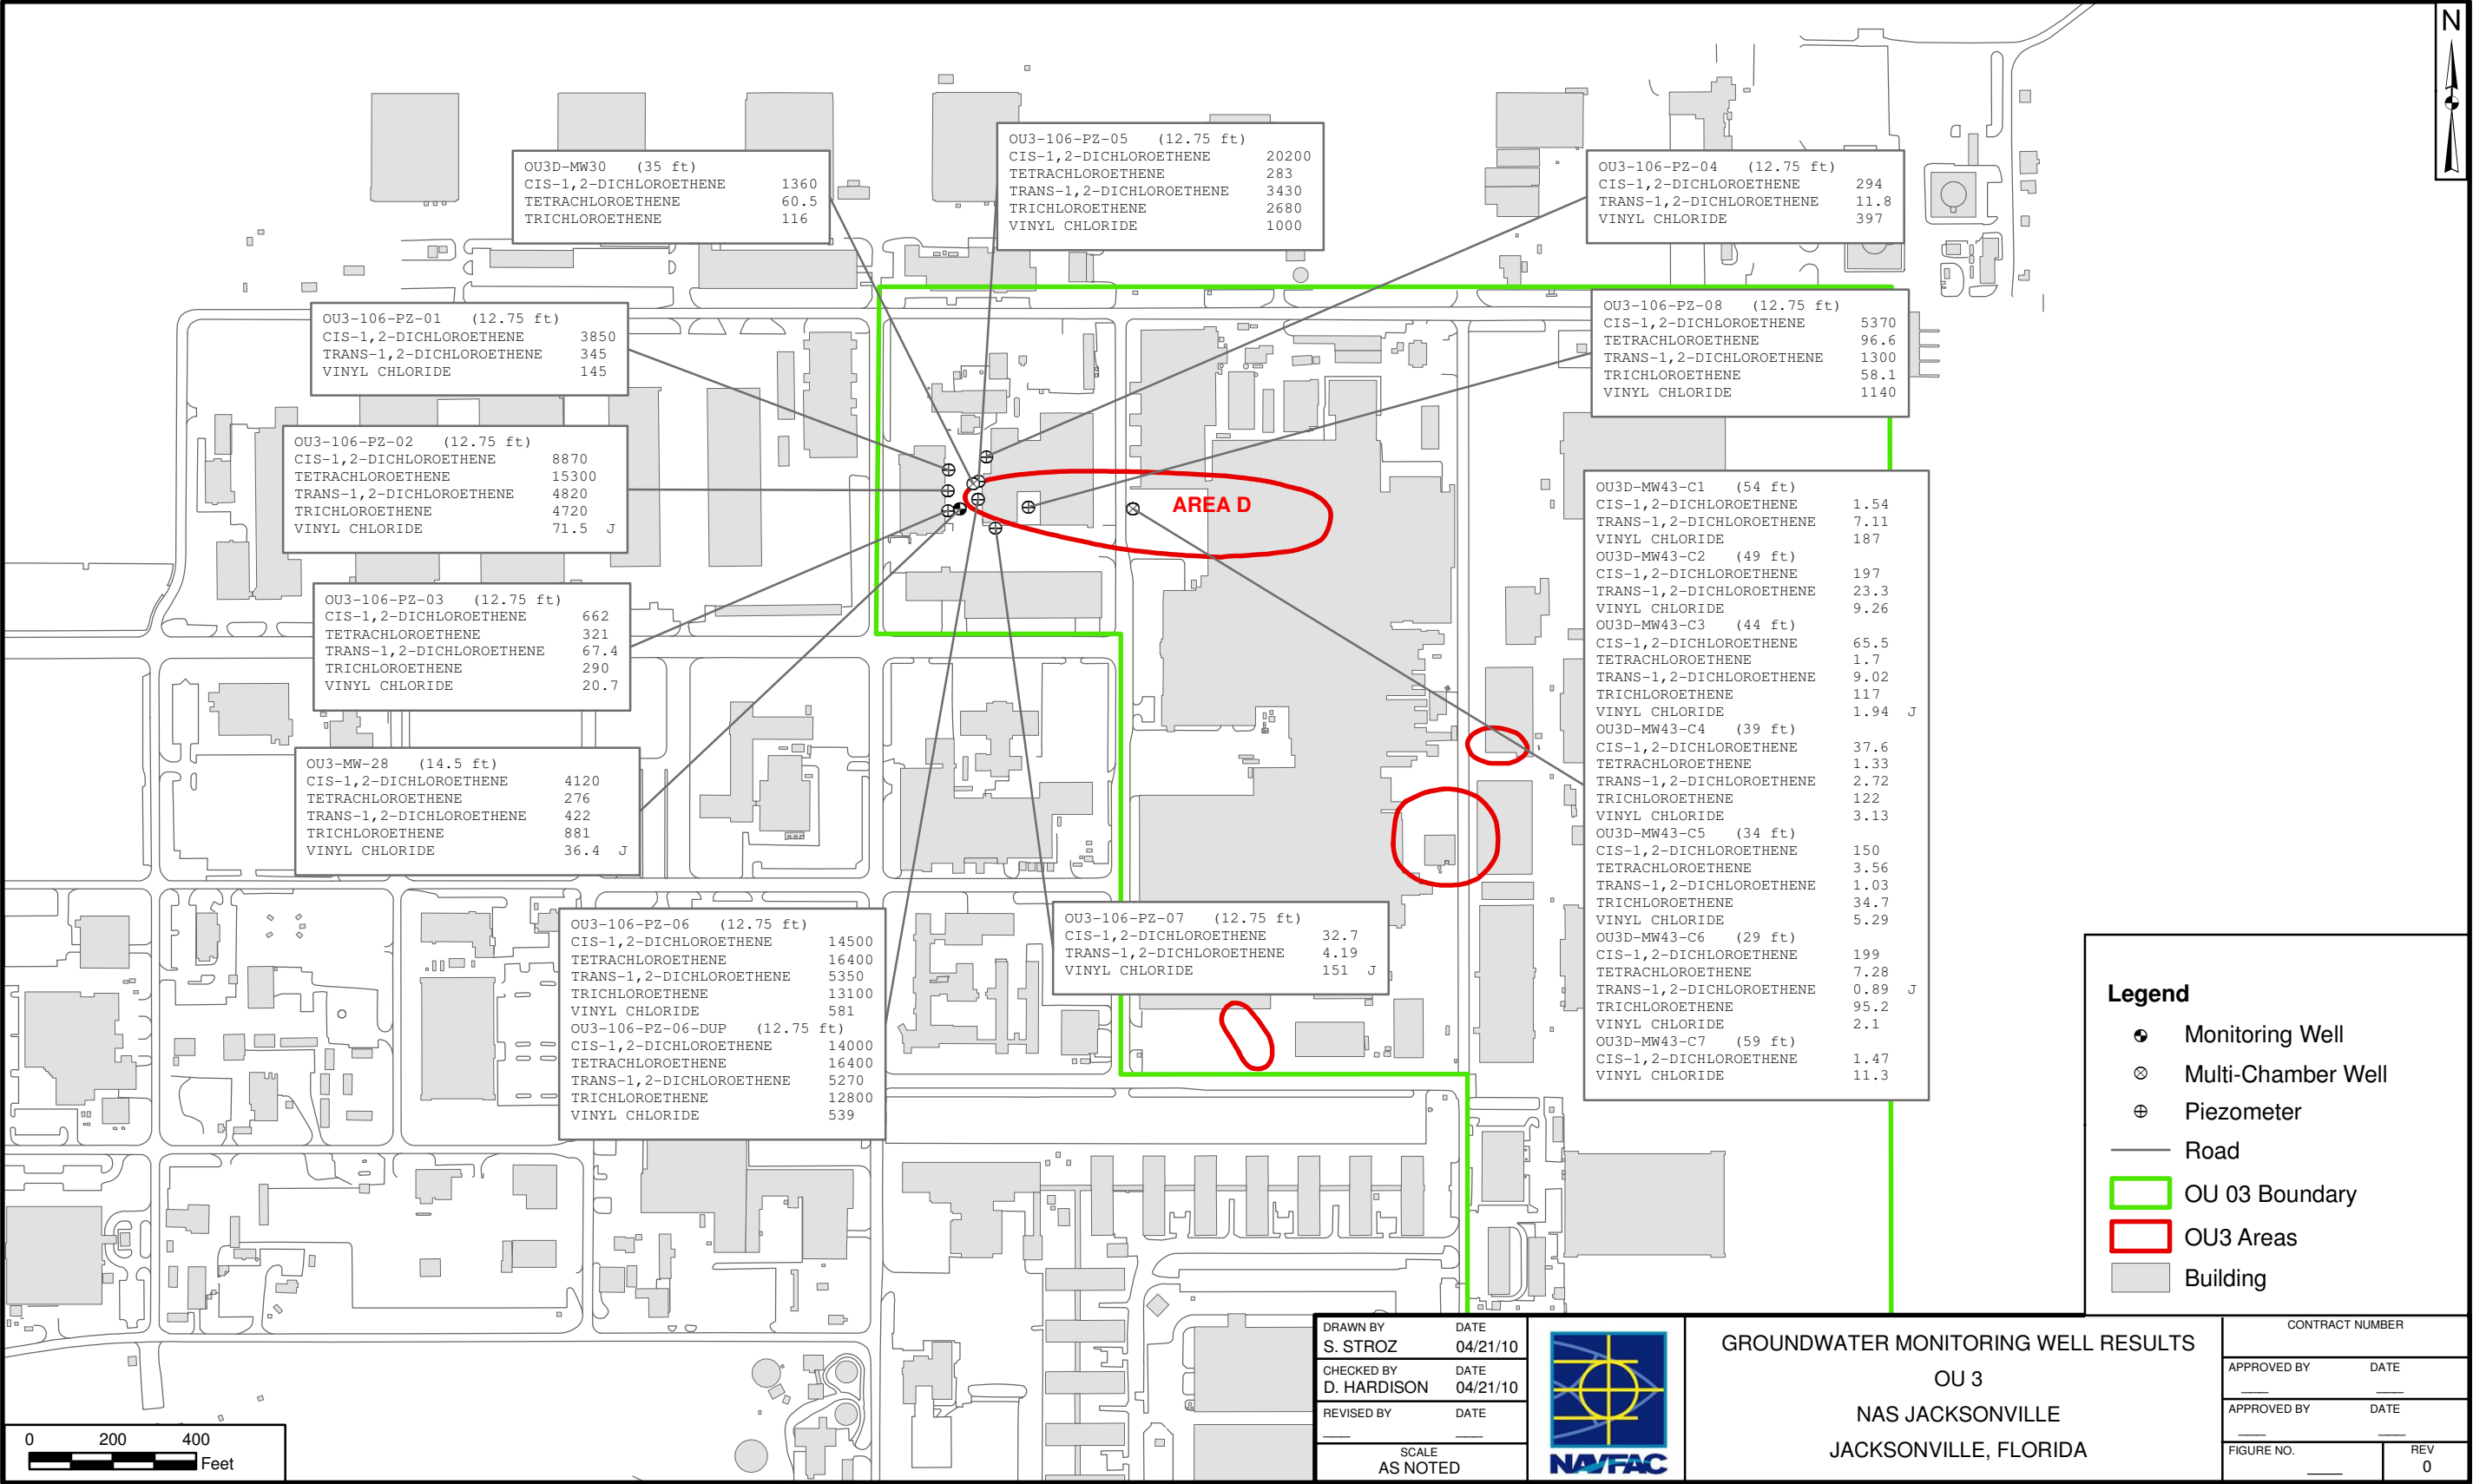 N
OU3D-MW30 (35 ft)
CIS-1,2-DICHLOROETHENE 1360
TETRACHLOROETHENE 60.5
TRICHLOROETHENE 116
OU3-106-PZ-05 (12.75 ft)
CIS-1,2-DICHLOROETHENE 20200
TETRACHLOROETHENE 283
TRANS-1,2-DICHLOROETHENE 3430
TRICHLOROETHENE 2680
VINYL CHLORIDE 1000
OU3-106-PZ-04 (12.75 ft)
CIS-1,2-DICHLOROETHENE 294
TRANS-1,2-DICHLOROETHENE 11.8
VINYL CHLORIDE 397
OU3-106-PZ-01 (12.75 ft)
CIS-1,2-DICHLOROETHENE 3850
TRANS-1,2-DICHLOROETHENE 345
VINYL CHLORIDE 145
OU3-106-PZ-08 (12.75 ft)
CIS-1,2-DICHLOROETHENE 5370
TETRACHLOROETHENE 96.6
TRANS-1,2-DICHLOROETHENE 1300
TRICHLOROETHENE 58.1
VINYL CHLORIDE 1140
OU3-106-PZ-02 (12.75 ft)
CIS-1,2-DICHLOROETHENE 8870
TETRACHLOROETHENE 15300
TRANS-1,2-DICHLOROETHENE 4820
TRICHLOROETHENE 4720
VINYL CHLORIDE 71.5 J
AREA D
OU3D-MW43-C1 (54 ft)
CIS-1,2-DICHLOROETHENE 1.54
TRANS-1,2-DICHLOROETHENE 7.11
VINYL CHLORIDE 187
OU3D-MW43-C2 (49 ft)
CIS-1,2-DICHLOROETHENE 197
TRANS-1,2-DICHLOROETHENE 23.3
VINYL CHLORIDE 9.26
OU3D-MW43-C3 (44 ft)
CIS-1,2-DICHLOROETHENE 65.5
TETRACHLOROETHENE 1.7
TRANS-1,2-DICHLOROETHENE 9.02
TRICHLOROETHENE 117
VINYL CHLORIDE 1.94 J
OU3D-MW43-C4 (39 ft)
CIS-1,2-DICHLOROETHENE 37.6
TETRACHLOROETHENE 1.33
TRANS-1,2-DICHLOROETHENE 2.72
TRICHLOROETHENE 122
VINYL CHLORIDE 3.13
OU3D-MW43-C5 (34 ft)
CIS-1,2-DICHLOROETHENE 150
TETRACHLOROETHENE 3.56
TRANS-1,2-DICHLOROETHENE 1.03
TRICHLOROETHENE 34.7
VINYL CHLORIDE 5.29
OU3D-MW43-C6 (29 ft)
CIS-1,2-DICHLOROETHENE 199
TETRACHLOROETHENE 7.28
TRANS-1,2-DICHLOROETHENE 0.89 J
TRICHLOROETHENE 95.2
VINYL CHLORIDE 2.1
OU3D-MW43-C7 (59 ft)
CIS-1,2-DICHLOROETHENE 1.47
VINYL CHLORIDE 11.3
OU3-106-PZ-03 (12.75 ft)
CIS-1,2-DICHLOROETHENE 662
TETRACHLOROETHENE 321
TRANS-1,2-DICHLOROETHENE 67.4
TRICHLOROETHENE 290
VINYL CHLORIDE 20.7
OU3-MW-28 (14.5 ft)
CIS-1,2-DICHLOROETHENE 4120
TETRACHLOROETHENE 276
TRANS-1,2-DICHLOROETHENE 422
TRICHLOROETHENE 881
VINYL CHLORIDE 36.4 J
OU3-106-PZ-06 (12.75 ft)
CIS-1,2-DICHLOROETHENE 14500
TETRACHLOROETHENE 16400
TRANS-1,2-DICHLOROETHENE 5350
TRICHLOROETHENE 13100
VINYL CHLORIDE 581
OU3-106-PZ-06-DUP (12.75 ft)
CIS-1,2-DICHLOROETHENE 14000
TETRACHLOROETHENE 16400
TRANS-1,2-DICHLOROETHENE 5270
TRICHLOROETHENE 12800
VINYL CHLORIDE 539
OU3-106-PZ-07 (12.75 ft)
CIS-1,2-DICHLOROETHENE 32.7
TRANS-1,2-DICHLOROETHENE 4.19
VINYL CHLORIDE 151 J
Legend
Monitoring Well
Multi-Chamber Well
Piezometer
Road
OU 03 Boundary
OU3 Areas
Building
0 200 400
Feet
DRAWN BY DATE
S. STROZ 04/21/10
CHECKED BY DATE
D. HARDISON 04/21/10
REVISED BY DATE
___ ___
SCALE
AS NOTED
NAVFAC
GROUNDWATER MONITORING WELL RESULTS
OU 3
NAS JACKSONVILLE
JACKSONVILLE, FLORIDA
CONTRACT NUMBER
APPROVED BY DATE
___ ___
APPROVED BY DATE
___ ___
FIGURE NO. ___
REV
0